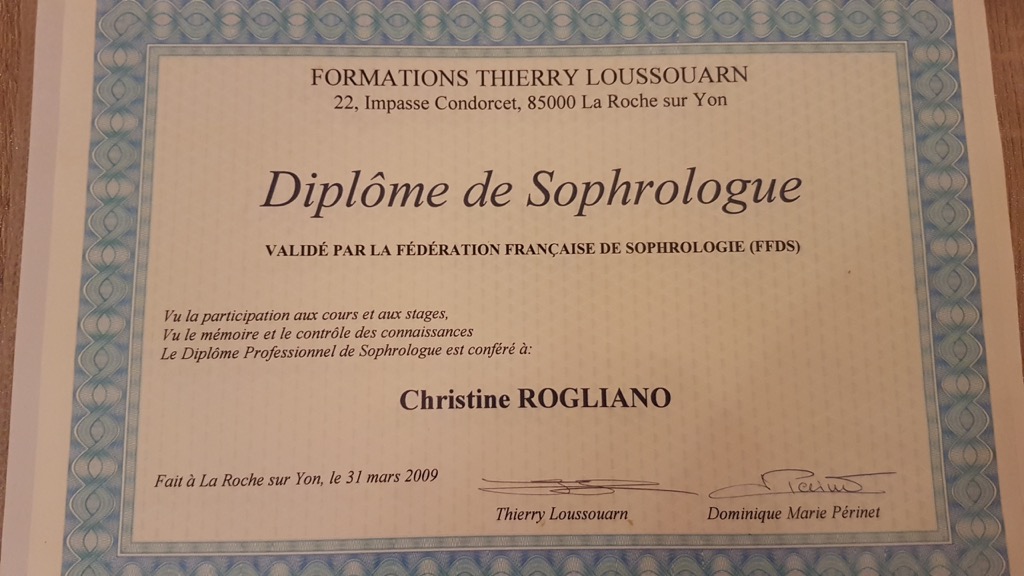 FORMATIONS THIERRY LOUSSOUARN
22, Impasse Condorcet, 85000 La Roche sur Yon
Diplôme de Sophrologue
VALIDÉ PAR LA FÉDÉRATION FRANÇAISE DE SOPHROLOGIE (FFDS)
Vu la participation aux cours et aux stages,
Vu le mémoire et le contrôle des connaissances
Le Diplôme Professionnel de Sophrologue est conféré à:
Christine ROGLIANO
Fait à La Roche sur Yon, le 31 mars 2009
Thierry Loussouarn
Dominique Marie Périnet